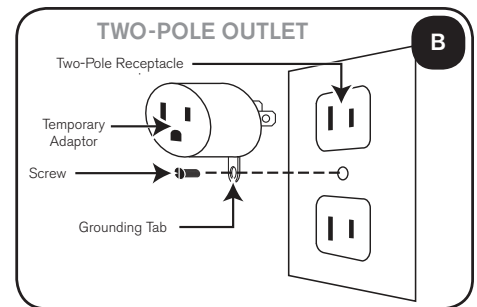 TWO-POLE OUTLET
B
Two-Pole Receptacle
Temporary
Adaptor
Screw
Grounding Tab